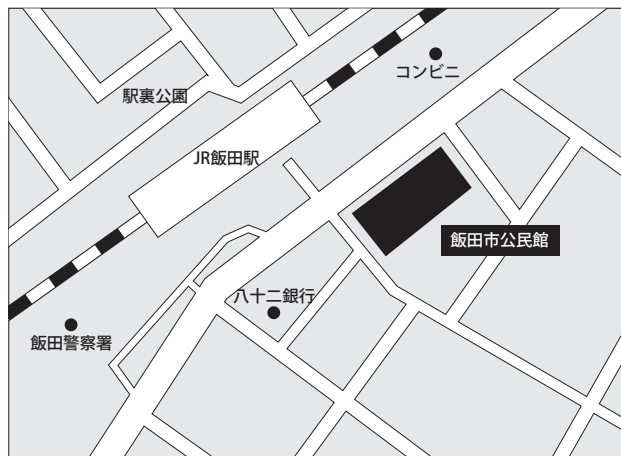 コンビニ
駅裏公園
JR飯田駅
飯田市公民館
八十二銀行
飯田警察署